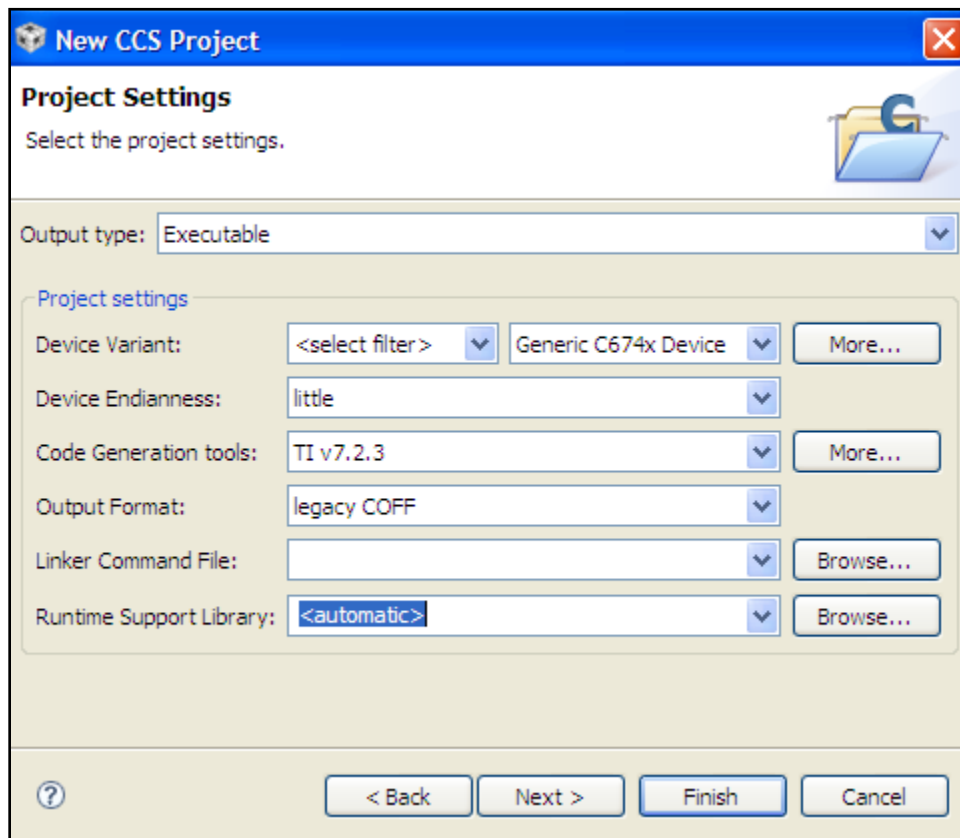 New CCS Project
Project Settings
Select the project settings.
Output type: Executable
Project settings
Device Variant: <select filter> Generic C674x Device More...
Device Endianness: little
Code Generation tools: TI v7.2.3 More...
Output Format: legacy COFF
Linker Command File: Browse...
Runtime Support Library: <automatic> Browse...
? < Back Next > Finish Cancel